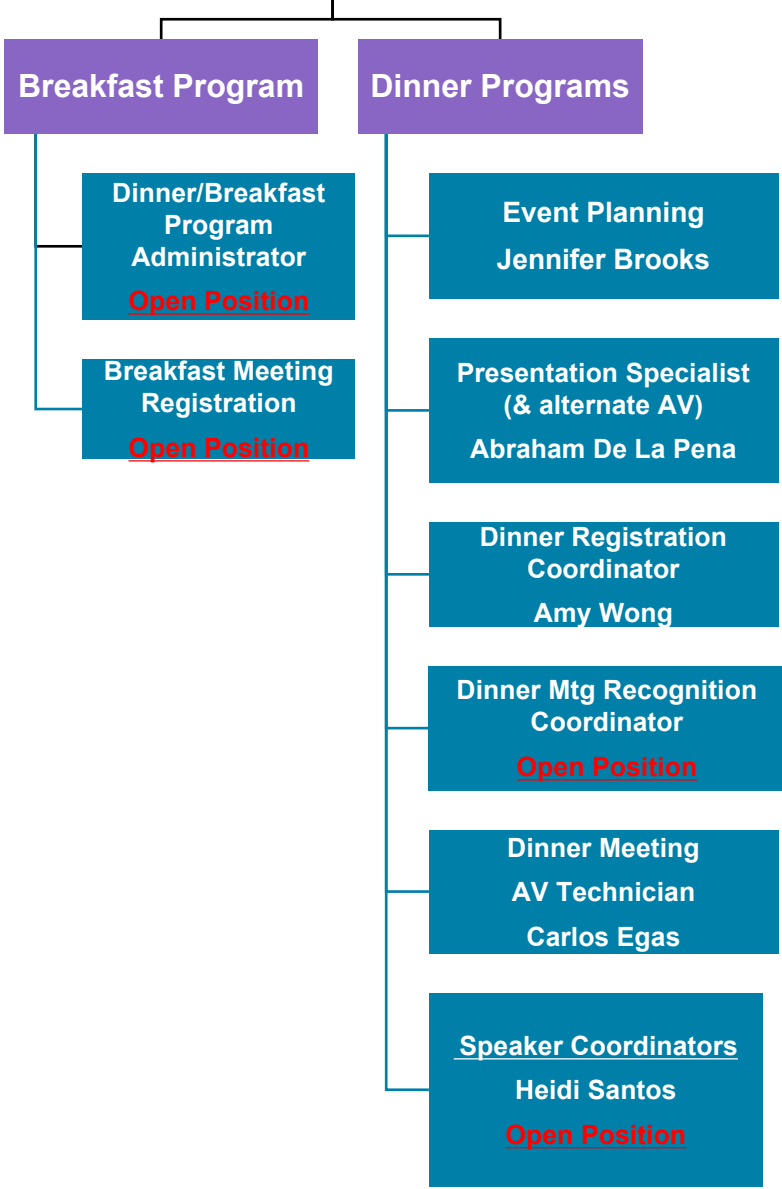 Breakfast Program
Dinner/Breakfast
Program
Administrator
Open Position
Breakfast Meeting
Registration
Open Position
Dinner Programs
Event Planning
Jennifer Brooks
Presentation Specialist
(& alternate AV)
Abraham De La Pena
Dinner Registration
Coordinator
Amy Wong
Dinner Mtg Recognition
Coordinator
Open Position
Dinner Meeting
AV Technician
Carlos Egas
Speaker Coordinators
Heidi Santos
Open Position